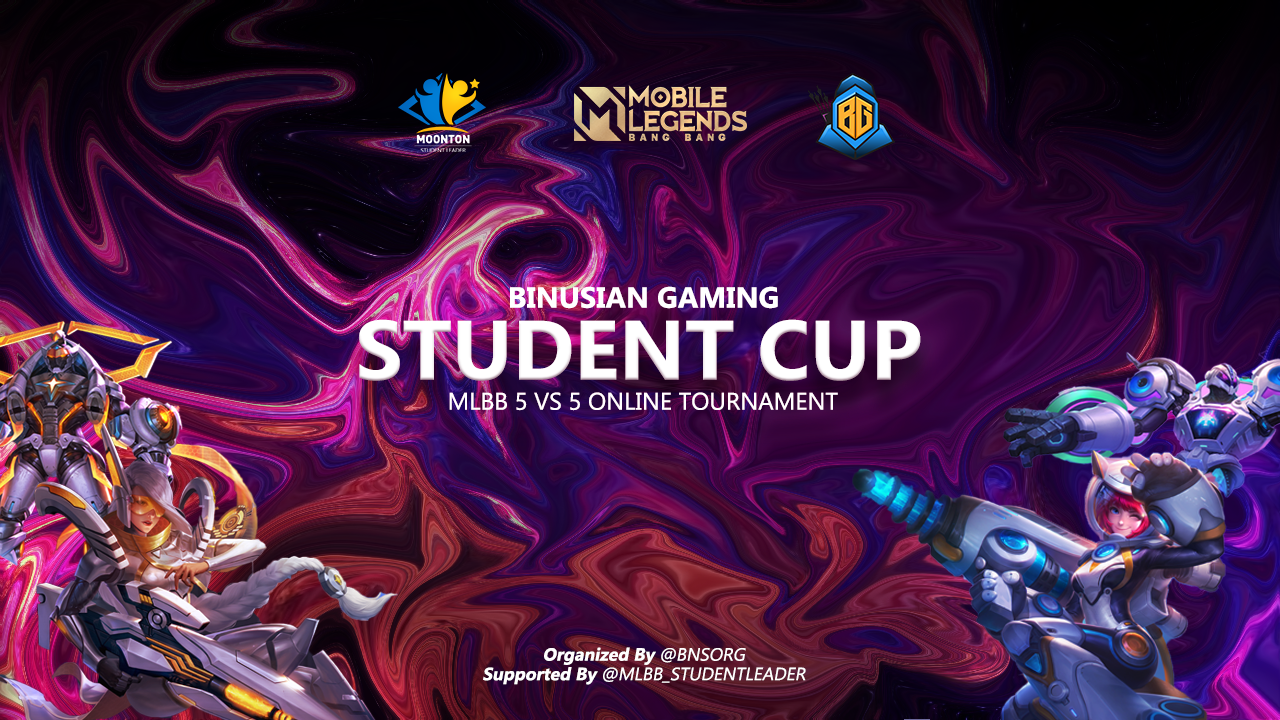 MOONTON
STUDENT LEADER
MOBILE
LEGENDS
BANG BANG
BG
BINUSIAN GAMING
STUDENT CUP
MLBB 5 VS 5 ONLINE TOURNAMENT
Organized By @BNSORG
Supported By @MLBB_STUDENTLEADER